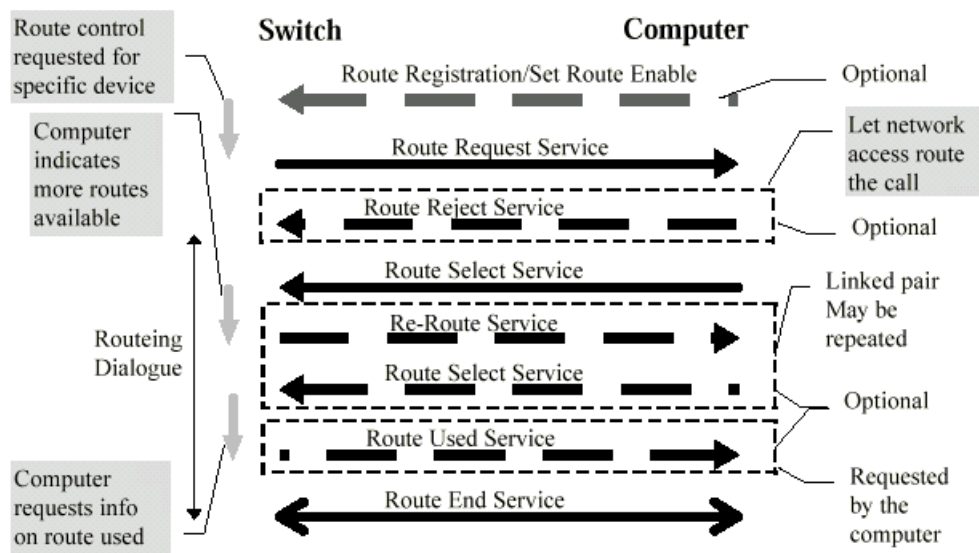 Route control
requested for
specific device
Switch
Computer
Route Registration/Set Route Enable
Optional
Computer
indicates
more routes
available
Route Request Service
Let network
access route
the call
Route Reject Service
Optional
Route Select Service
Linked pair
May be
repeated
Re-Route Service
Routeing
Dialogue
Route Select Service
Optional
Route Used Service
Computer
requests info
on route used
Requested
by the
computer
Route End Service